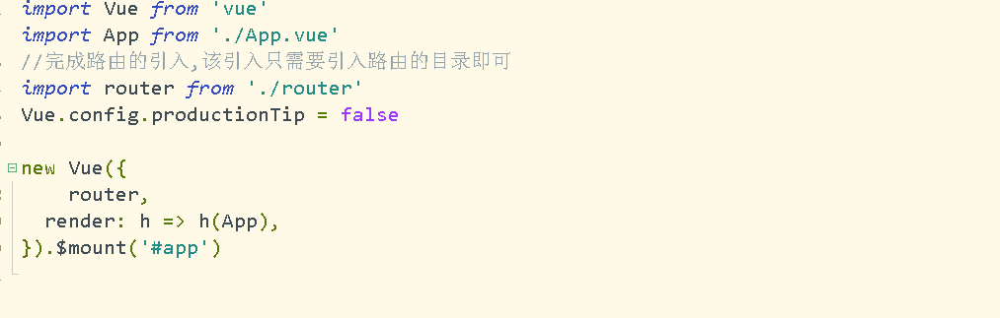 import Vue from 'vue'
import App from './App.vue'
//完成路由的引入,该引入只需要引入路由的目录即可
import router from './router'
Vue.config.productionTip = false
new Vue({
router,
render: h => h(App),
}).$mount('#app')